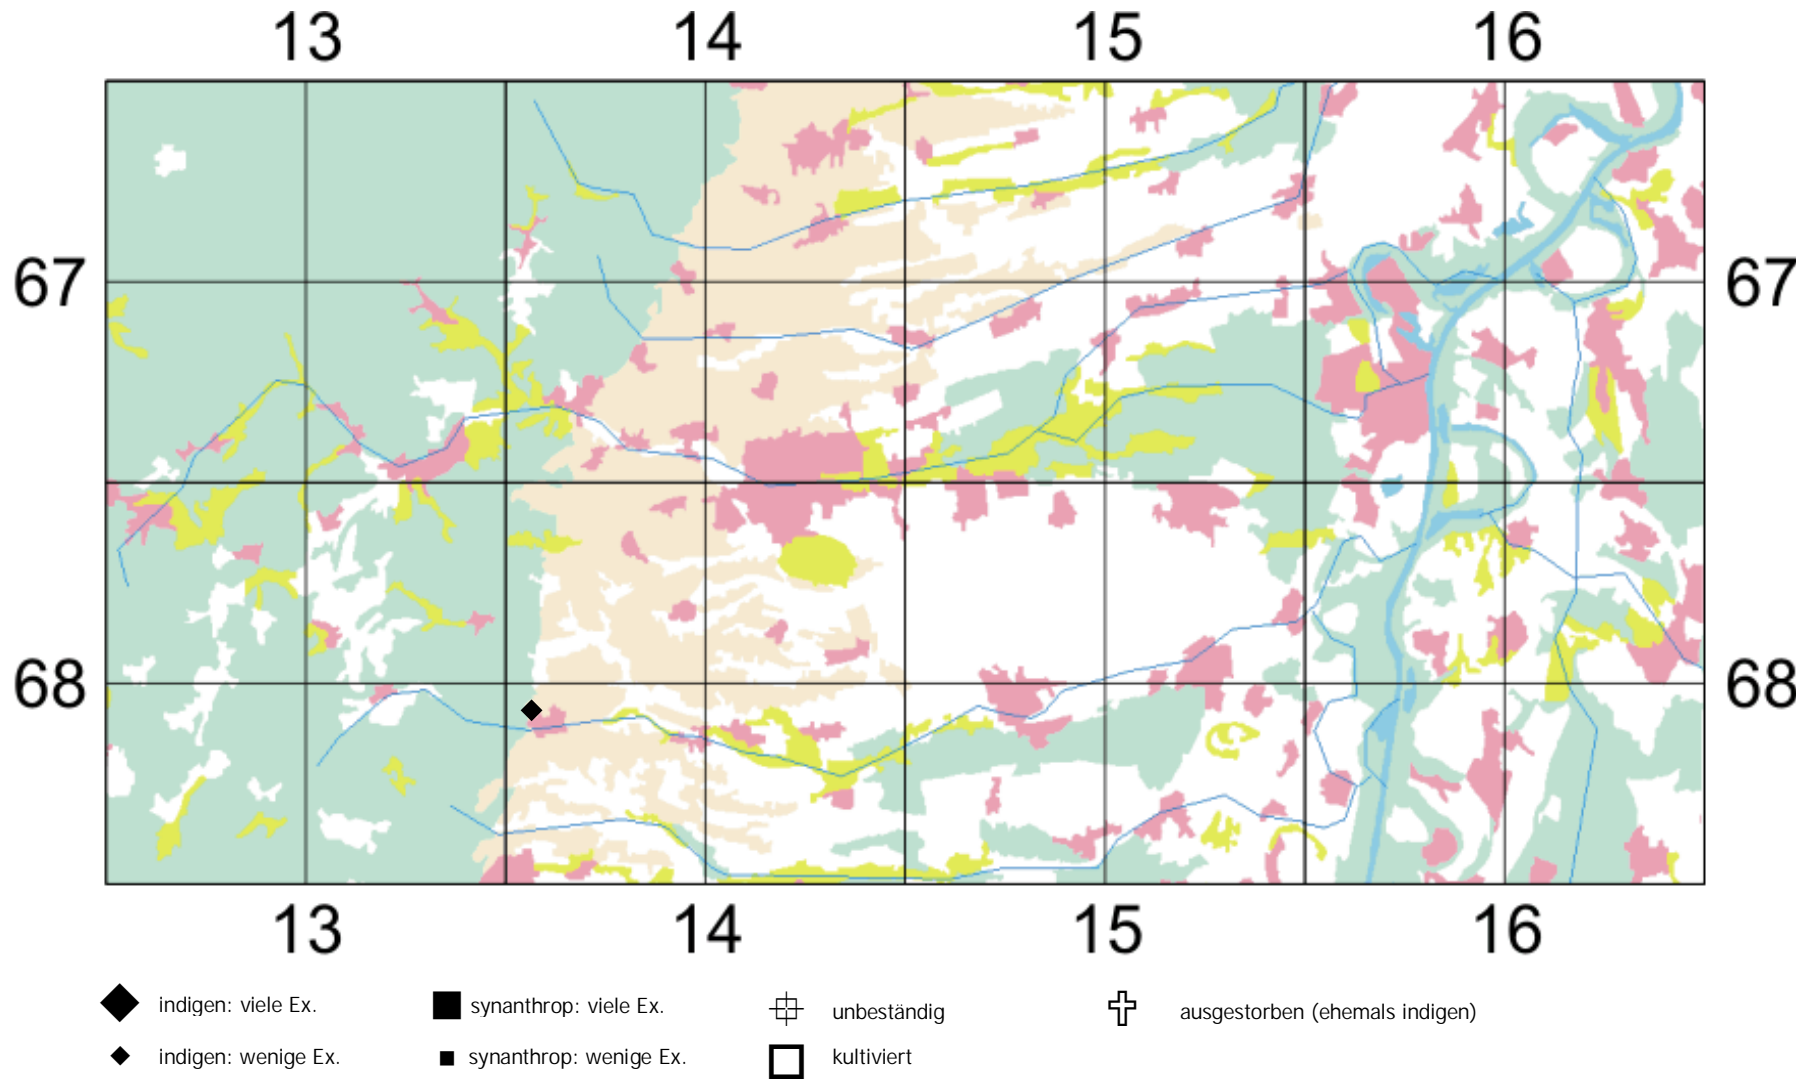 13 14 15 16
67 67
68 68
13 14 15 16
indigen: viele Ex. synanthrop: viele Ex. unbeständig ausgestorben (ehemals indigen)
indigen: wenige Ex. synanthrop: wenige Ex. kultiviert